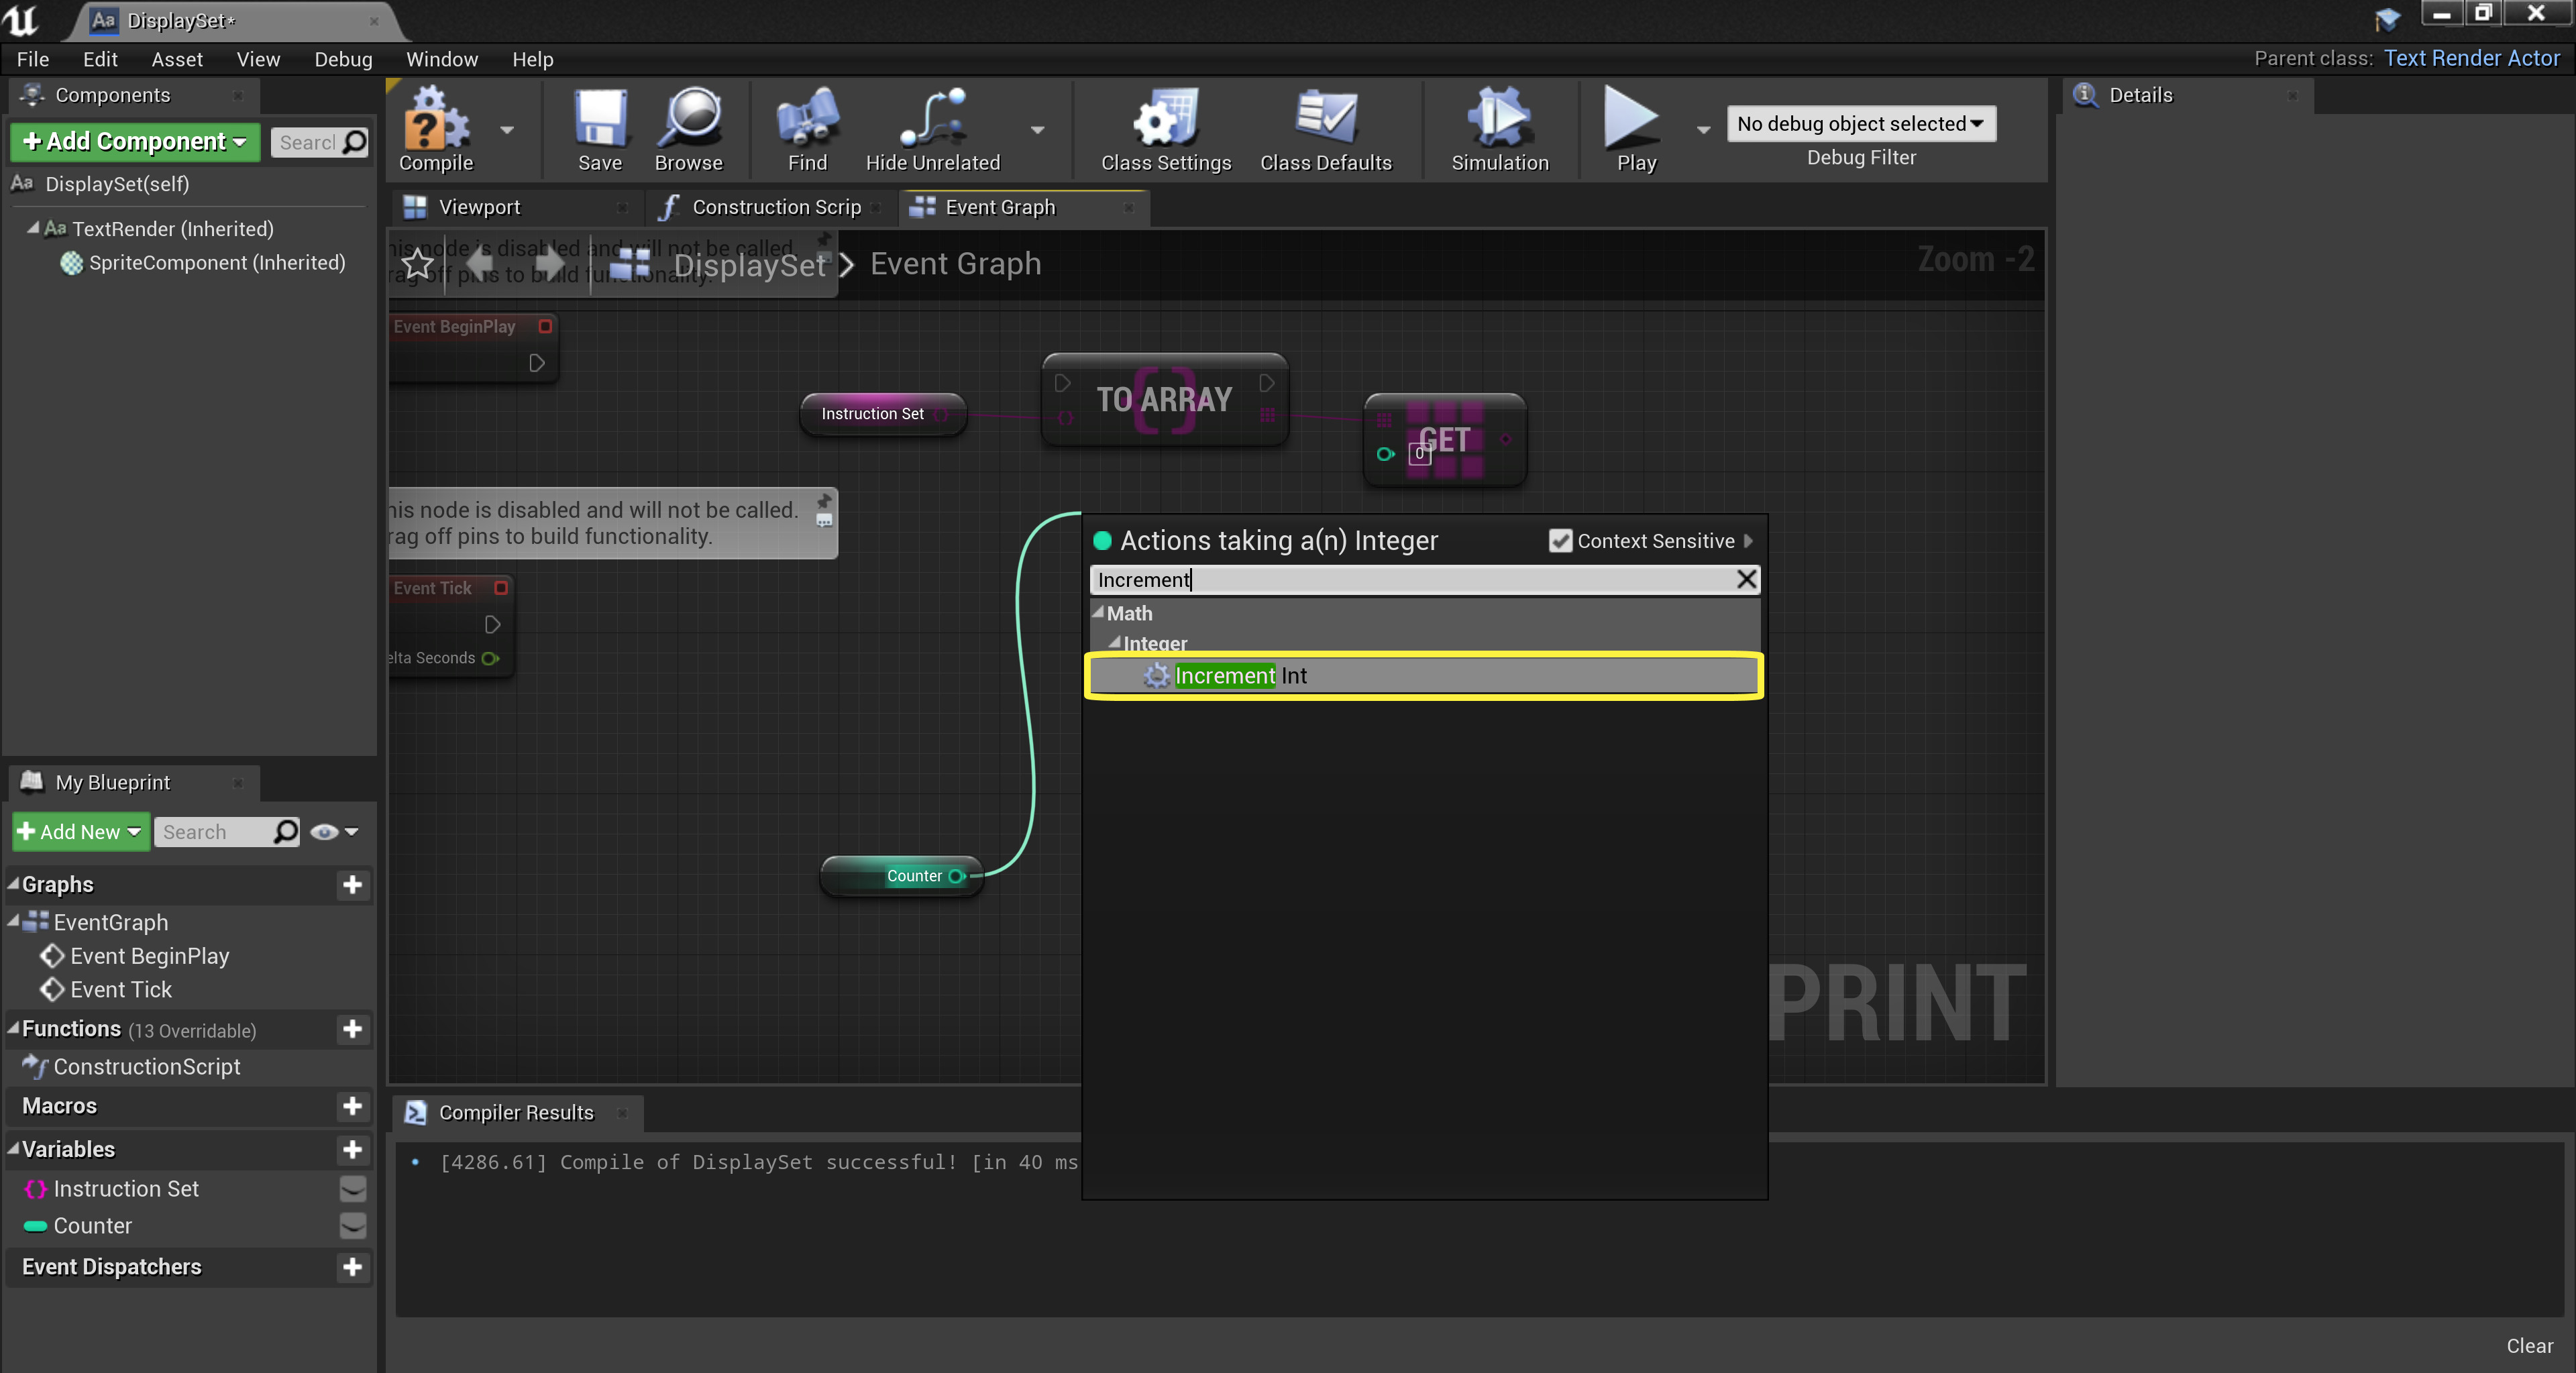 DisplaySet*
File Edit Asset View Debug Window Help
Parent class: Text Render Actor
Components
+Add Component
Searcl
DisplaySet(self)
TextRender (Inherited)
SpriteComponent (Inherited)
Compile
Save
Browse
Find
Hide Unrelated
Class Settings
Class Defaults
Simulation
Play
No debug object selected
Debug Filter
Details
Viewport
Construction Scrip
Event Graph
his node is disabled and will not be called.
rag off pins to build functionality.
DisplaySet > Event Graph
Zoom -2
Event BeginPlay
Instruction Set
TO ARRAY
GET
0
his node is disabled and will not be called.
rag off pins to build functionality.
Event Tick
elta Seconds
Actions taking a(n) Integer
Context Sensitive
Increment
Math
Integer
Increment Int
Counter
PRINT
My Blueprint
+Add New
Search
Graphs
EventGraph
Event BeginPlay
Event Tick
Functions (13 Overridable)
ConstructionScript
Macros
Variables
Instruction Set
Counter
Event Dispatchers
Compiler Results
[4286.61] Compile of DisplaySet successful! [in 40 ms
Clear